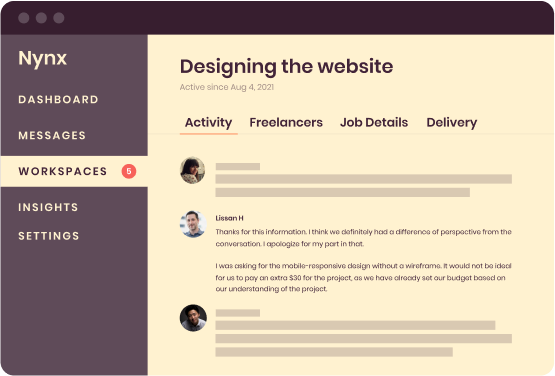 Nynx
DASHBOARD
MESSAGES
WORKSPACES 5
INSIGHTS
SETTINGS
Designing the website
Active since Aug 4, 2021
Activity Freelancers Job Details Delivery
Lissan H
Thanks for this information. I think we definitely had a difference of perspective from the
conversation. I apologize for my part in that.
I was asking for the mobile-responsive design without a wireframe. It would not be ideal
for us to pay an extra $30 for the project, as we have already set our budget based on
our understanding of the project.